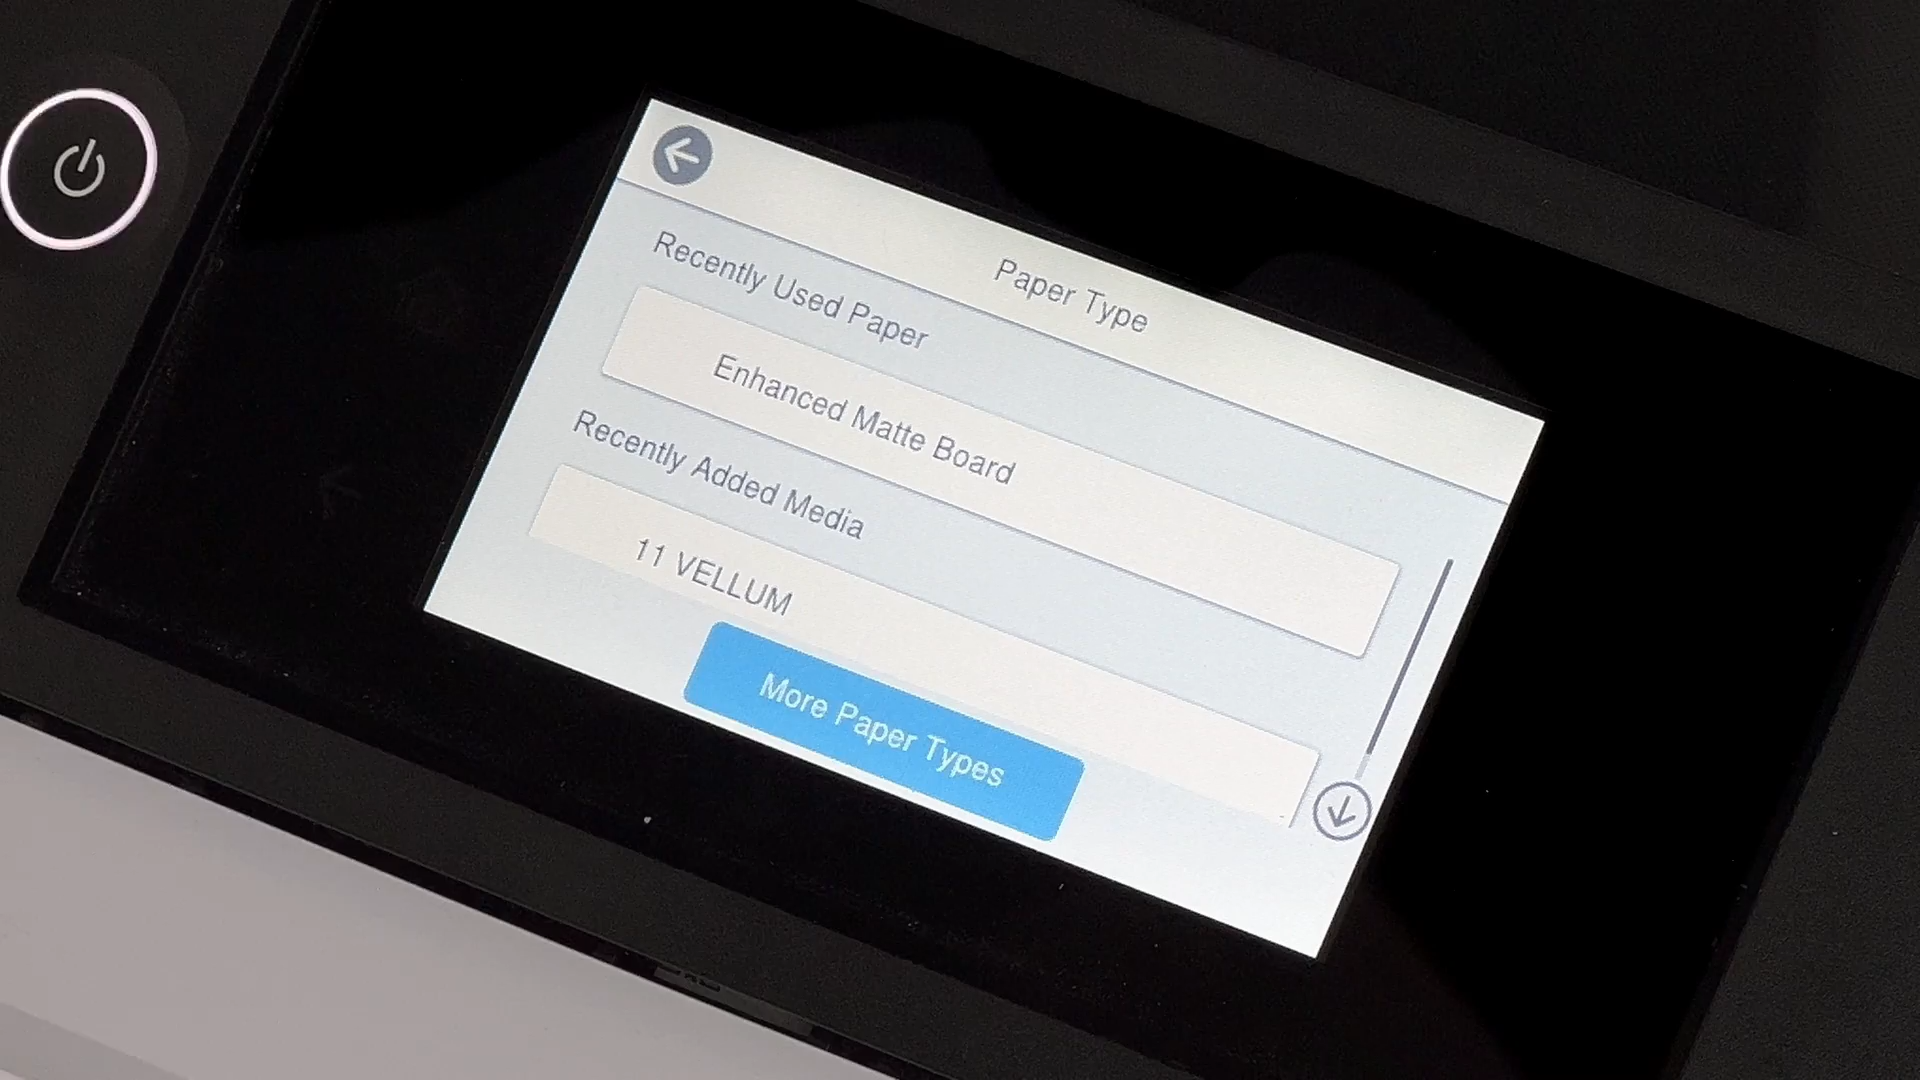 Paper Type
Recently Used Paper
Enhanced Matte Board
Recently Added Media
11 VELLUM
More Paper Types